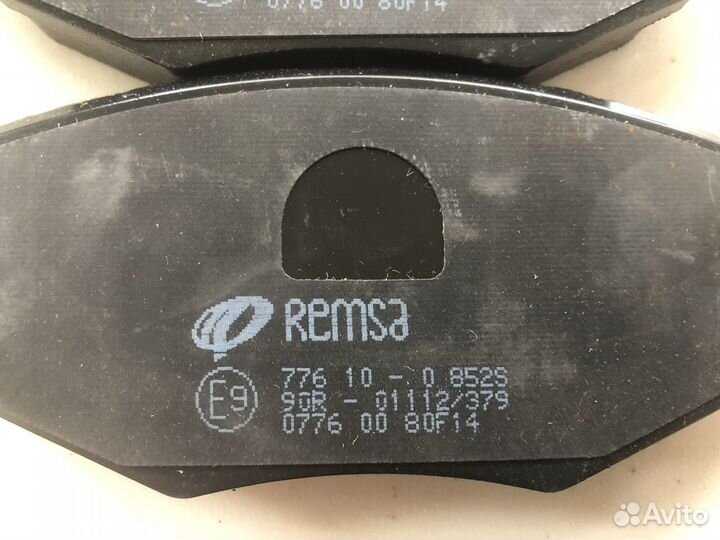 0776 00 80F14
Remsa
E9
776 10 - 0 852S
90R - 01112/379
0776 00 80F14
Avito